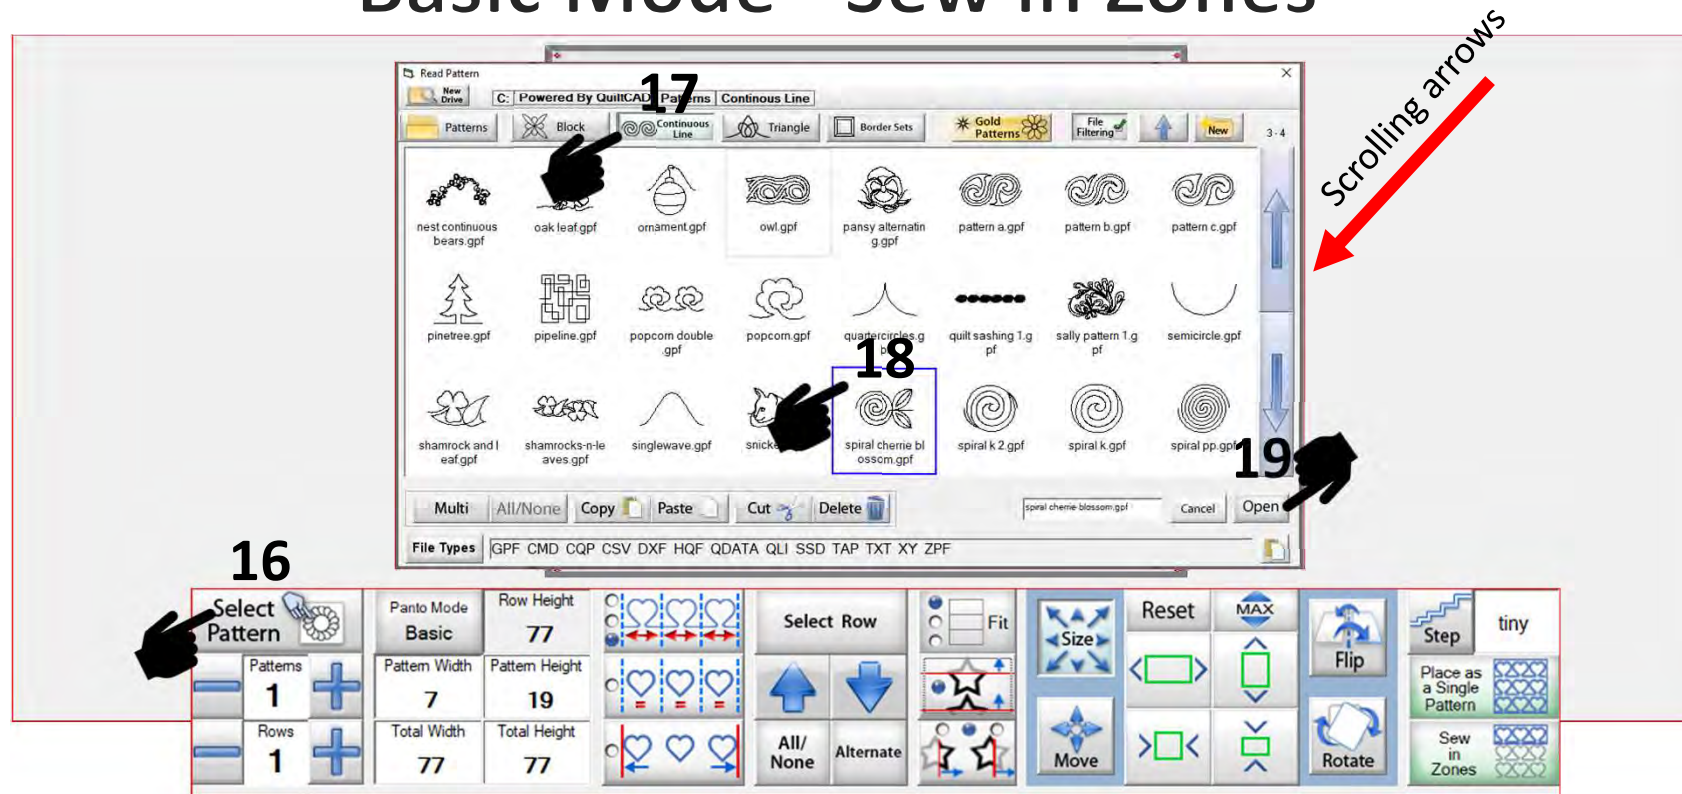 Basic Mode - Sew in Zones
Scrolling arrows
Read Pattern
17
New Drive
C: Powered By QuiltCAD Patterns Continous Line
Patterns
Block
Continuous Line
Triangle
Border Sets
Gold Patterns
File Filtering
New
3 - 4
nest continuous bears.gpf
oak leaf.gpf
ornament.gpf
owl.gpf
pansy alternating.gpf
pattern a.gpf
pattern b.gpf
pattern c.gpf
pinetree.gpf
pipeline.gpf
popcorn double.gpf
popcorn.gpf
quartercircles.g
quilt sashing 1.gpf
sally pattern 1.gpf
semicircle.gpf
18
shamrock and leaf.gpf
shamrocks-n-leaves.gpf
singlewave.gpf
spiral cherrie blossom.gpf
spiral k 2.gpf
spiral k.gpf
spiral pp.gpf
19
Multi
All/None
Copy
Paste
Cut
Delete
spiral cherrie blossom.gpf
Cancel
Open
File Types
GPF CMD CQP CSV DXF HQF QDATA QLI SSD TAP TXT XY ZPF
16
Select Pattern
Panto Mode
Basic
Row Height
77
Select Row
Fit
Size
Reset
MAX
Flip
Step
tiny
Patterns
1
Pattern Width
7
Pattern Height
19
Place as a Single Pattern
Rows
1
Total Width
77
Total Height
77
All/ None
Alternate
Move
Rotate
Sew in Zones